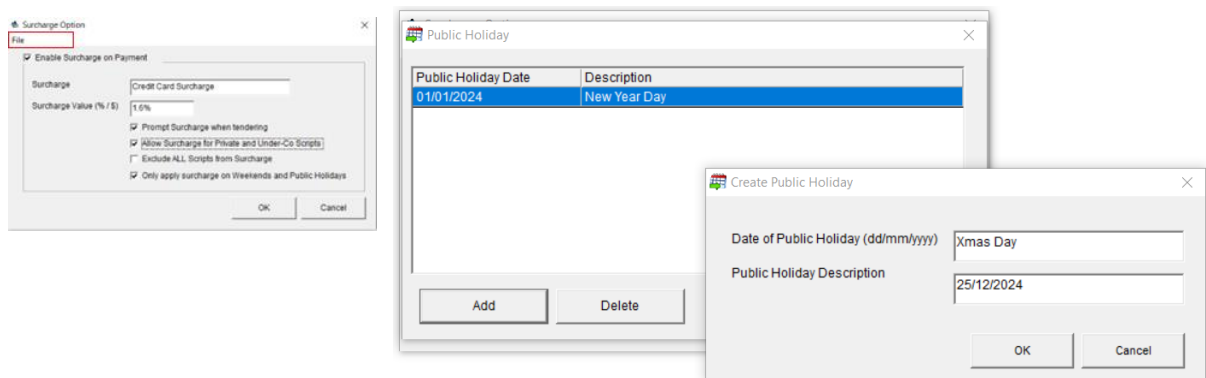 Surcharge Option
File
Enable Surcharge on Payment
Surcharge
Credit Card Surcharge
Surcharge Value (% / $)
1.6%
Prompt Surcharge when tendering
Allow Surcharge for Private and Under-Co Scripts
Exclude ALL Scripts from Surcharge
Only apply surcharge on Weekends and Public Holidays
OK Cancel
Public Holiday
Public Holiday Date Description
01/01/2024 New Year Day
Add Delete
Create Public Holiday
Date of Public Holiday (dd/mm/yyyy) Xmas Day
Public Holiday Description 25/12/2024
OK Cancel